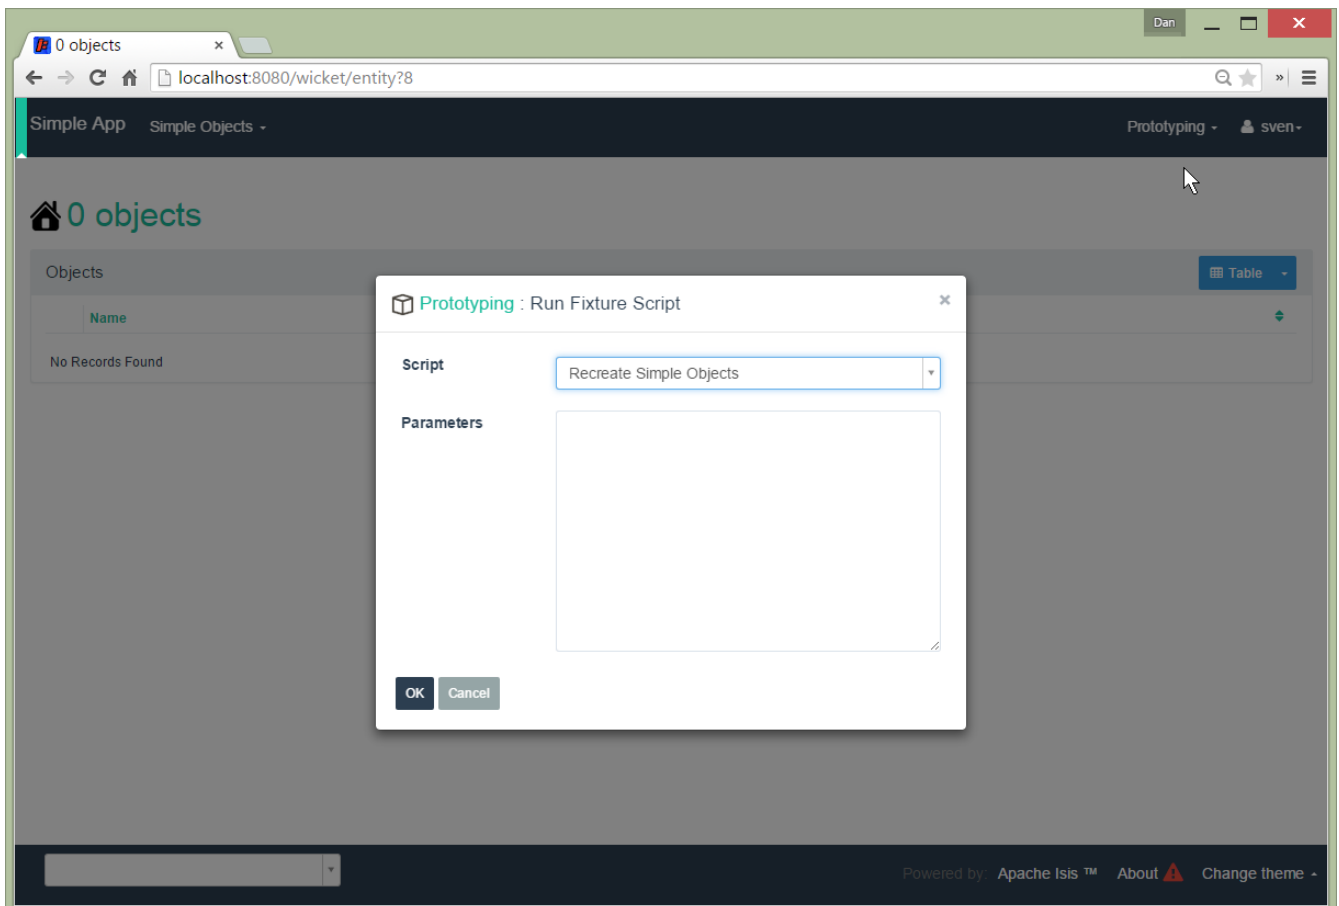 Dan
0 objects
localhost:8080/wicket/entity?8
Simple App Simple Objects Prototyping sven
0 objects
Objects Table
Prototyping : Run Fixture Script
Name
No Records Found
Script Recreate Simple Objects
Parameters
OK Cancel
Powered by: Apache Isis ™ About Change theme